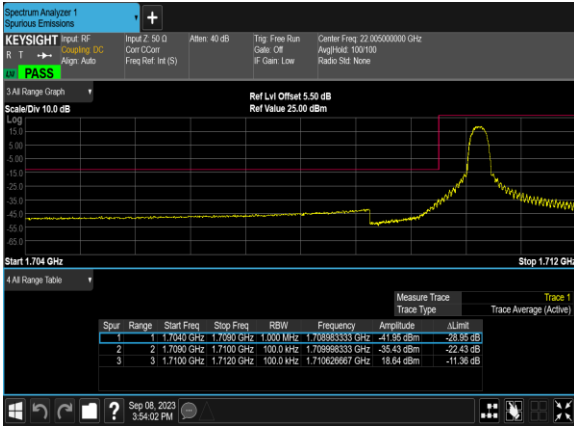 Spectrum Analyzer 1
Spurious Emissions
+
KEYSIGHT Input: RF Input Z: 50 Ω Atten: 40 dB Trig: Free Run Center Freq: 22.005000000 GHz
R T Coupling: DC Corr CCorr Gate: Off Avg|Hold: 100/100
Align: Auto Freq Ref: Int (S) IF Gain: Low Radio Std: None
PASS
3 All Range Graph
Ref Lvl Offset 5.50 dB
Scale/Div 10.0 dB Ref Value 25.00 dBm
Log
15.0
5.00
-5.00
-15.0
-25.0
-35.0
-45.0
-55.0
-65.0
Start 1.704 GHz Stop 1.712 GHz
4 All Range Table
Measure Trace Trace 1
Trace Type Trace Average (Active)
Spur Range Start Freq Stop Freq RBW Frequency Amplitude ΔLimit
1 1 1.7040 GHz 1.7090 GHz 1.000 MHz 1.708983333 GHz -41.95 dBm -28.95 dB
2 2 1.7090 GHz 1.7100 GHz 100.0 kHz 1.709998333 GHz -35.43 dBm -22.43 dB
3 3 1.7100 GHz 1.7120 GHz 100.0 kHz 1.710626667 GHz 18.64 dBm -11.36 dB
? Sep 08, 2023
3:54:02 PM